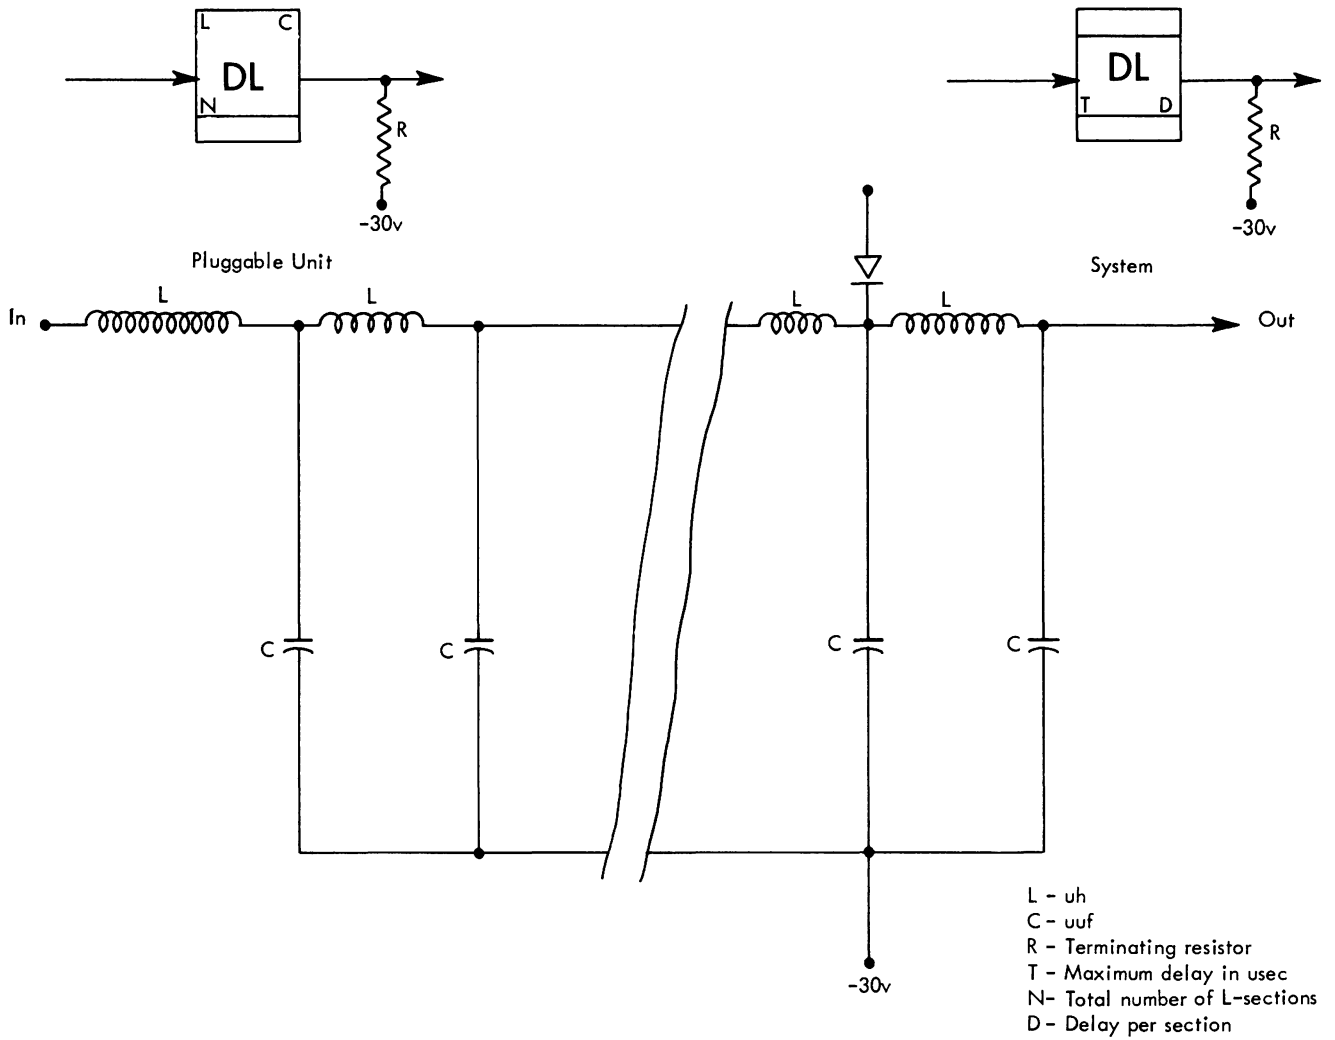 L C
DL
N
R
-30v
Pluggable Unit
DL
T D
R
-30v
System
In
L
L
L
L
Out
C
C
C
C
-30v
L - uh
C - uuf
R - Terminating resistor
T - Maximum delay in usec
N- Total number of L-sections
D - Delay per section